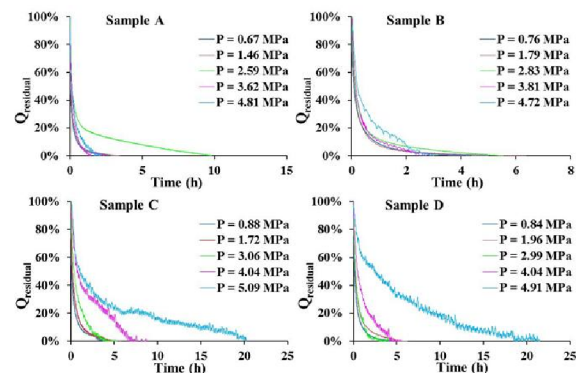 Sample A
P = 0.67 MPa
P = 1.46 MPa
P = 2.59 MPa
P = 3.62 MPa
P = 4.81 MPa
100%
80%
60%
40%
20%
0%
Qresidual
0 5 10 15
Time (h)
Sample B
P = 0.76 MPa
P = 1.79 MPa
P = 2.83 MPa
P = 3.81 MPa
P = 4.72 MPa
100%
80%
60%
40%
20%
0%
0 2 4 6 8
Time (h)
Sample C
P = 0.88 MPa
P = 1.72 MPa
P = 3.06 MPa
P = 4.04 MPa
P = 5.09 MPa
100%
80%
60%
40%
20%
0%
Qresidual
0 5 10 15 20 25
Time (h)
Sample D
P = 0.84 MPa
P = 1.96 MPa
P = 2.99 MPa
P = 4.04 MPa
P = 4.91 MPa
100%
80%
60%
40%
20%
0%
0 5 10 15 20 25
Time (h)